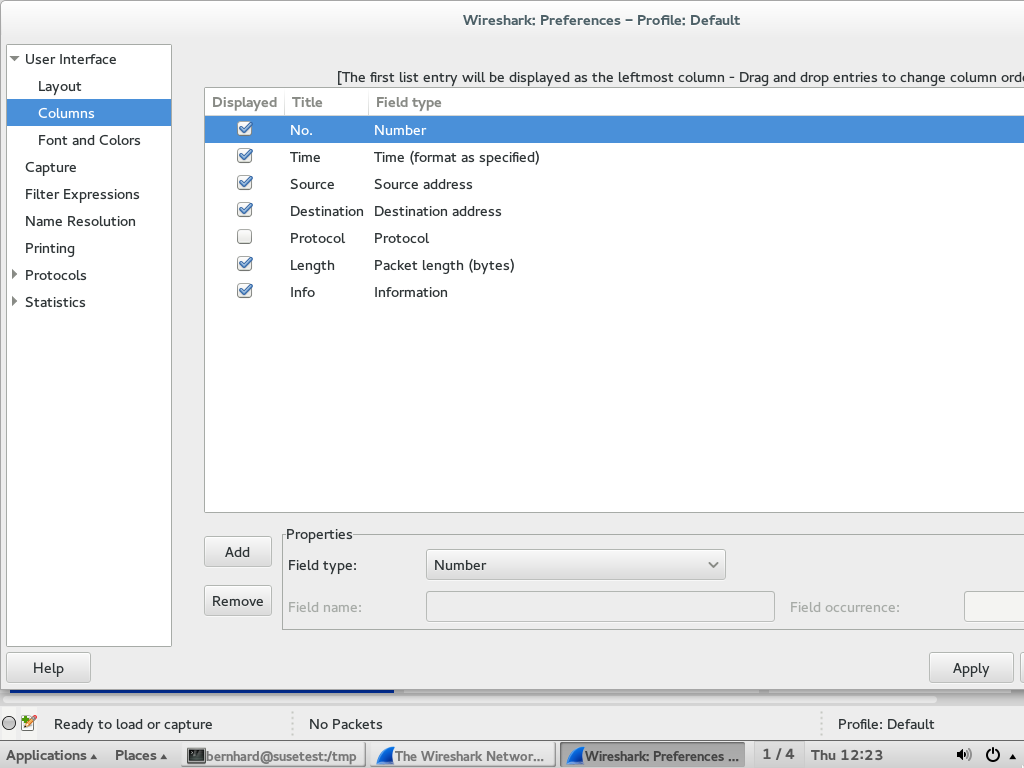 Wireshark: Preferences – Profile: Default
User Interface
Layout
Columns
Font and Colors
Capture
Filter Expressions
Name Resolution
Printing
Protocols
Statistics
[The first list entry will be displayed as the leftmost column - Drag and drop entries to change column orde
Displayed Title Field type
No. Number
Time Time (format as specified)
Source Source address
Destination Destination address
Protocol Protocol
Length Packet length (bytes)
Info Information
Add
Remove
Properties
Field type: Number
Field name: Field occurrence:
Help
Apply
Ready to load or capture No Packets Profile: Default
Applications Places bernhard@susetest:/tmp The Wireshark Networ... Wireshark: Preferences ... 1 / 4 Thu 12:23